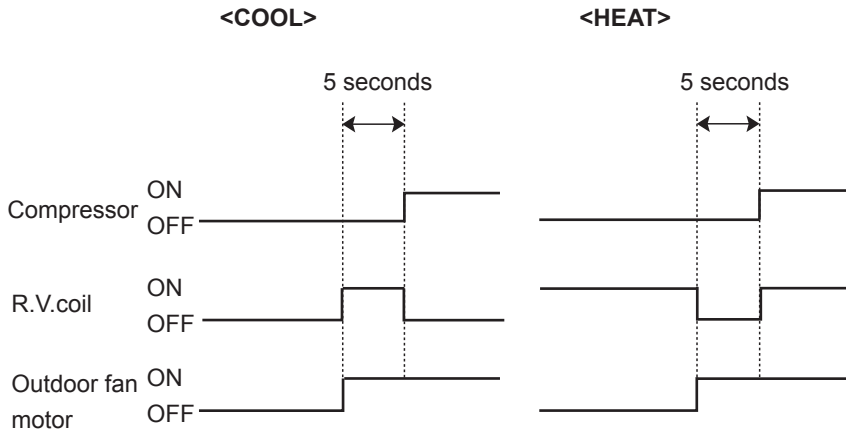 <COOL> <HEAT>
5 seconds 5 seconds
ON
Compressor
OFF
ON
R.V.coil
OFF
Outdoor fan ON
motor OFF